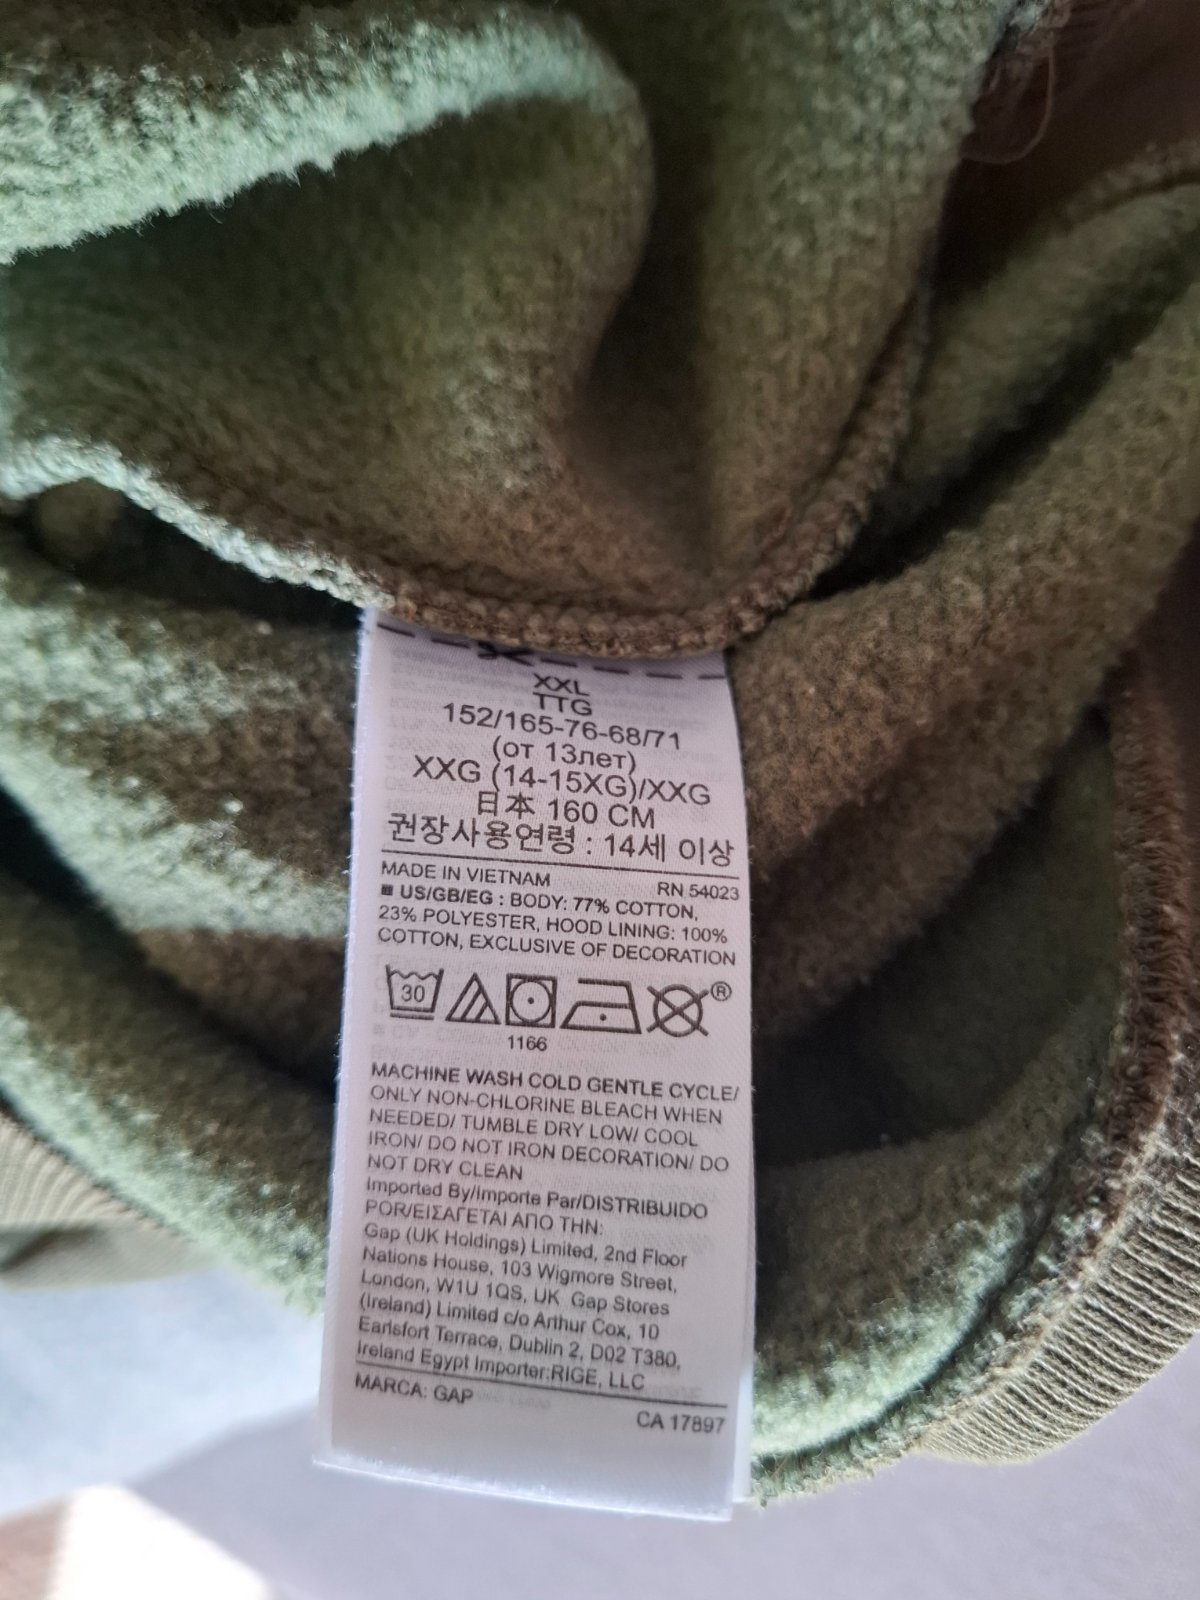 XXL
TTG
152/165-76-68/71
(от 13лет)
XXG (14-15XG)/XXG
日本 160 CM
권장사용연령 : 14세 이상
MADE IN VIETNAM RN 54023
■ US/GB/EG : BODY: 77% COTTON,
23% POLYESTER, HOOD LINING: 100%
COTTON, EXCLUSIVE OF DECORATION
30 ®
1166
MACHINE WASH COLD GENTLE CYCLE/
ONLY NON-CHLORINE BLEACH WHEN
NEEDED/ TUMBLE DRY LOW/ COOL
IRON/ DO NOT IRON DECORATION/ DO
NOT DRY CLEAN
Imported By/Importe Par/DISTRIBUIDO
POR/ΕΙΣΑΓΕΤΑΙ ΑΠΟ ΤΗΝ:
Gap (UK Holdings) Limited, 2nd Floor
Nations House, 103 Wigmore Street,
London, W1U 1QS, UK Gap Stores
(Ireland) Limited c/o Arthur Cox, 10
Earlsfort Terrace, Dublin 2, D02 T380,
Ireland Egypt Importer:RIGE, LLC
MARCA: GAP
CA 17897